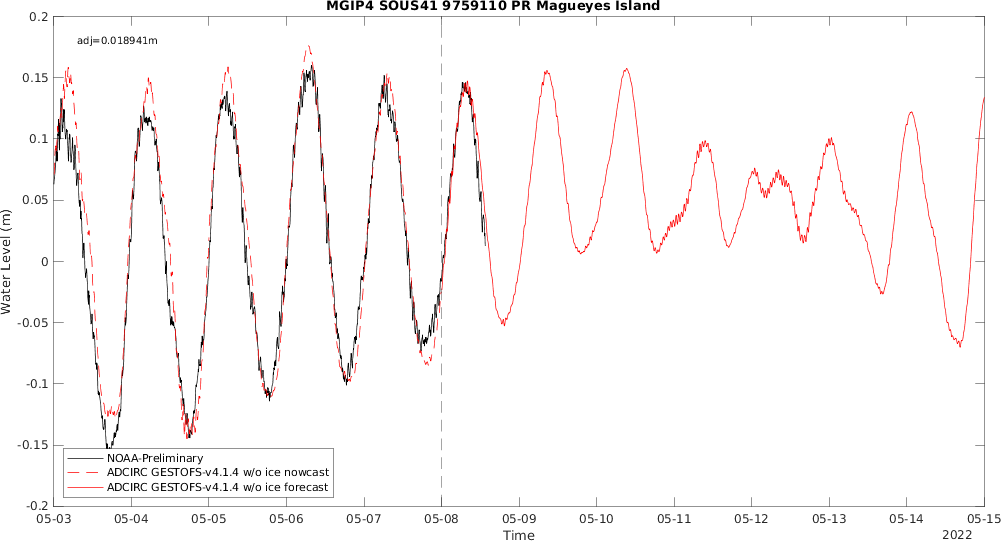 MGIP4 SOUS41 9759110 PR Magueyes Island
0.2
adj=0.018941m
0.15
0.1
0.05
0
-0.05
-0.1
-0.15
-0.2
Water Level (m)
NOAA-Preliminary
ADCIRC GESTOFS-v4.1.4 w/o ice nowcast
ADCIRC GESTOFS-v4.1.4 w/o ice forecast
05-03 05-04 05-05 05-06 05-07 05-08 05-09 05-10 05-11 05-12 05-13 05-14 05-15
Time
2022